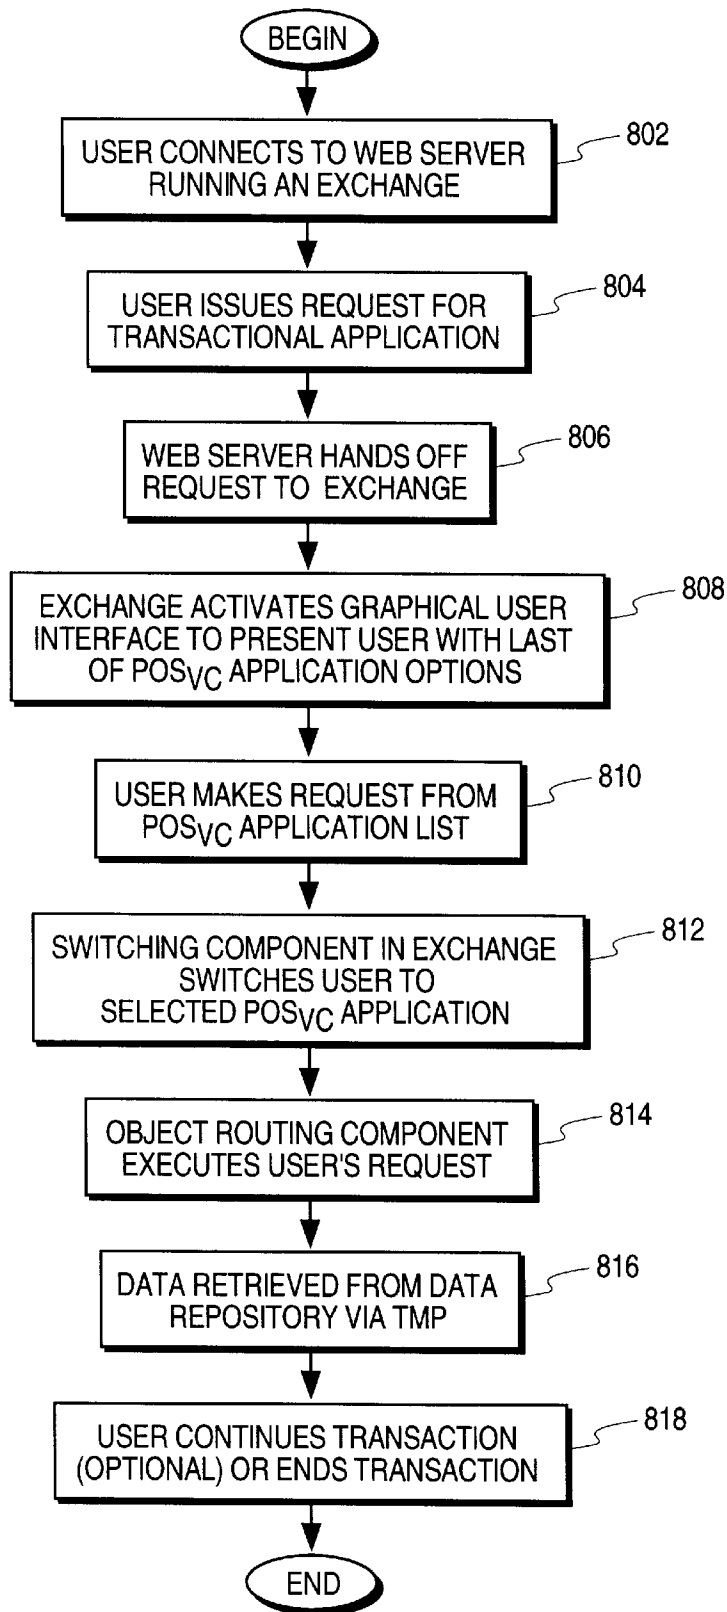 BEGIN
USER CONNECTS TO WEB SERVER
RUNNING AN EXCHANGE
802
USER ISSUES REQUEST FOR
TRANSACTIONAL APPLICATION
804
WEB SERVER HANDS OFF
REQUEST TO EXCHANGE
806
EXCHANGE ACTIVATES GRAPHICAL USER
INTERFACE TO PRESENT USER WITH LAST
OF POSVC APPLICATION OPTIONS
808
USER MAKES REQUEST FROM
POSVC APPLICATION LIST
810
SWITCHING COMPONENT IN EXCHANGE
SWITCHES USER TO
SELECTED POSVC APPLICATION
812
OBJECT ROUTING COMPONENT
EXECUTES USER'S REQUEST
814
DATA RETRIEVED FROM DATA
REPOSITORY VIA TMP
816
USER CONTINUES TRANSACTION
(OPTIONAL) OR ENDS TRANSACTION
818
END